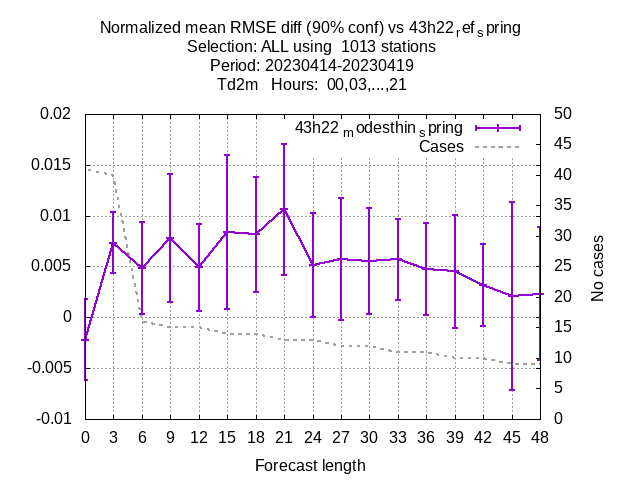 Normalized mean RMSE diff (90% conf) vs 43h22refspring
Selection: ALL using 1013 stations
Period: 20230414-20230419
Td2m Hours: 00,03,...,21
0.02
0.015
0.01
0.005
0
-0.005
-0.01
50
45
40
35
30
25
20
15
10
5
0
43h22modesthinspring
Cases
No cases
0 3 6 9 12 15 18 21 24 27 30 33 36 39 42 45 48
Forecast length